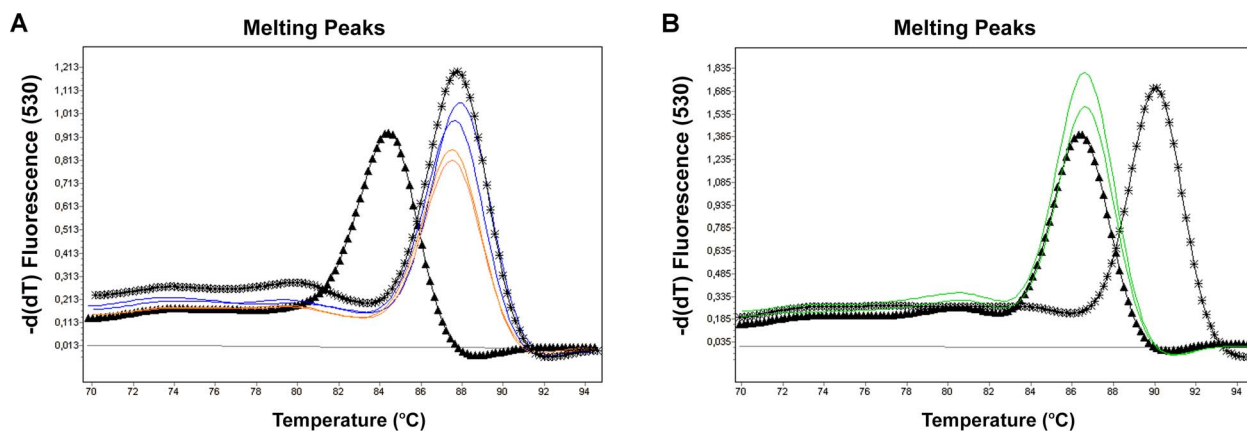 A
Melting Peaks
-d(dT) Fluorescence (530)
1,213
1,113
1,013
0,913
0,813
0,713
0,613
0,513
0,413
0,313
0,213
0,113
0,013
70 72 74 76 78 80 82 84 86 88 90 92 94
Temperature (°C)
B
Melting Peaks
-d(dT) Fluorescence (530)
1,835
1,685
1,535
1,385
1,235
1,085
0,935
0,785
0,635
0,485
0,335
0,185
0,035
70 72 74 76 78 80 82 84 86 88 90 92 94
Temperature (°C)